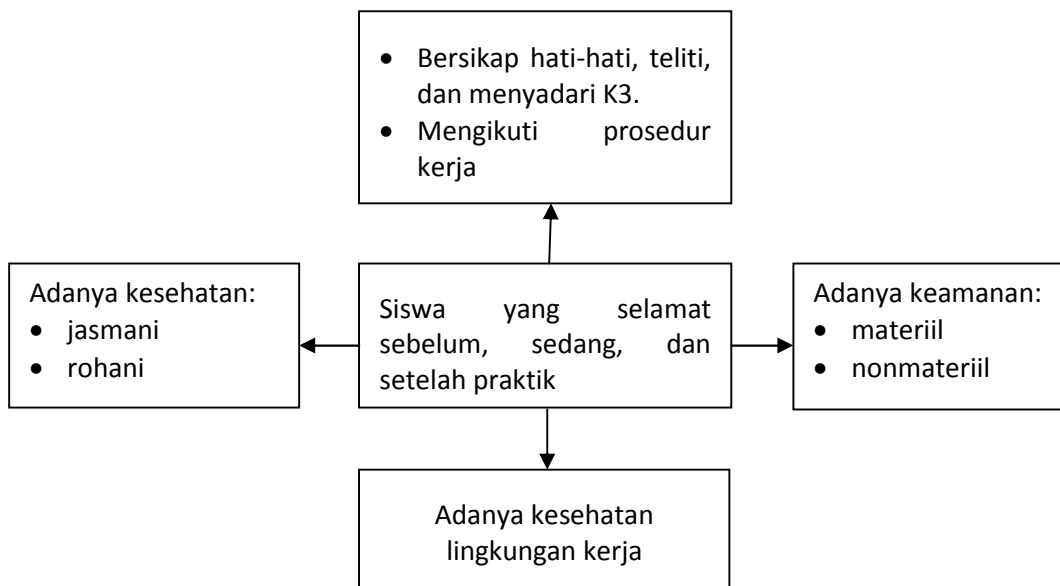 • Bersikap hati-hati, teliti,
dan menyadari K3.
• Mengikuti prosedur
kerja
Adanya kesehatan:
• jasmani
• rohani
Siswa yang selamat
sebelum, sedang, dan
setelah praktik
Adanya keamanan:
• materiil
• nonmateriil
Adanya kesehatan
lingkungan kerja